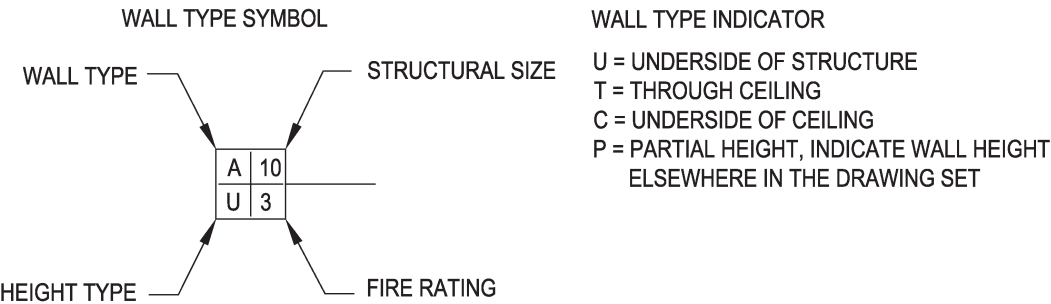 WALL TYPE SYMBOL
WALL TYPE
STRUCTURAL SIZE
A 10
U 3
HEIGHT TYPE
FIRE RATING
WALL TYPE INDICATOR
U = UNDERSIDE OF STRUCTURE
T = THROUGH CEILING
C = UNDERSIDE OF CEILING
P = PARTIAL HEIGHT, INDICATE WALL HEIGHT
ELSEWHERE IN THE DRAWING SET